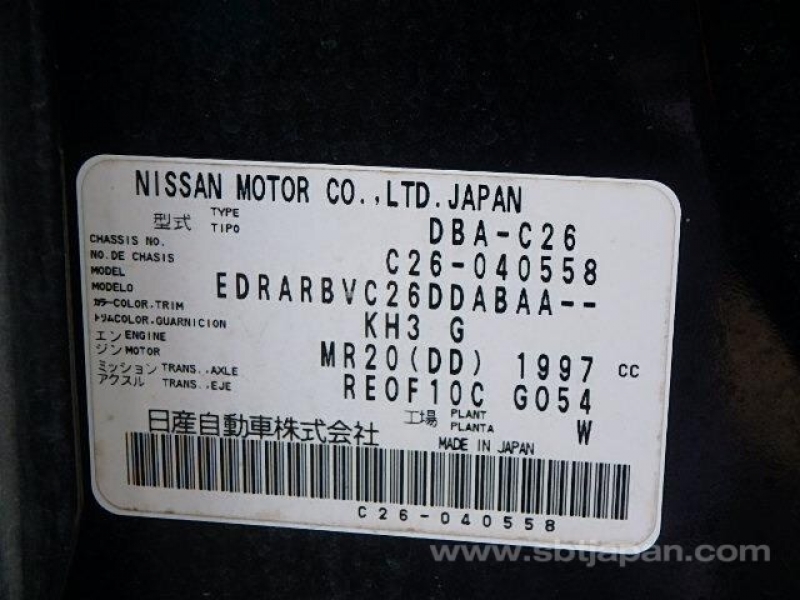 NISSAN MOTOR CO.,LTD.JAPAN
型式 TYPE TIPO DBA-C26
CHASSIS NO. NO.DE CHASIS C26-040558
MODEL MODELO EDRARBVC26DDABAA--
カラー COLOR,TRIM トリム COLOR.GUARNICION KH3 G
エンジン ENGINE MOTOR MR20(DD) 1997 CC
ミッション アクスル TRANS..AXLE TRANS..EJE RE0F10C G054
日産自動車株式会社 工場 PLANT PLANTA W
MADE IN JAPAN
C26-040558
www.sbtjapan.com